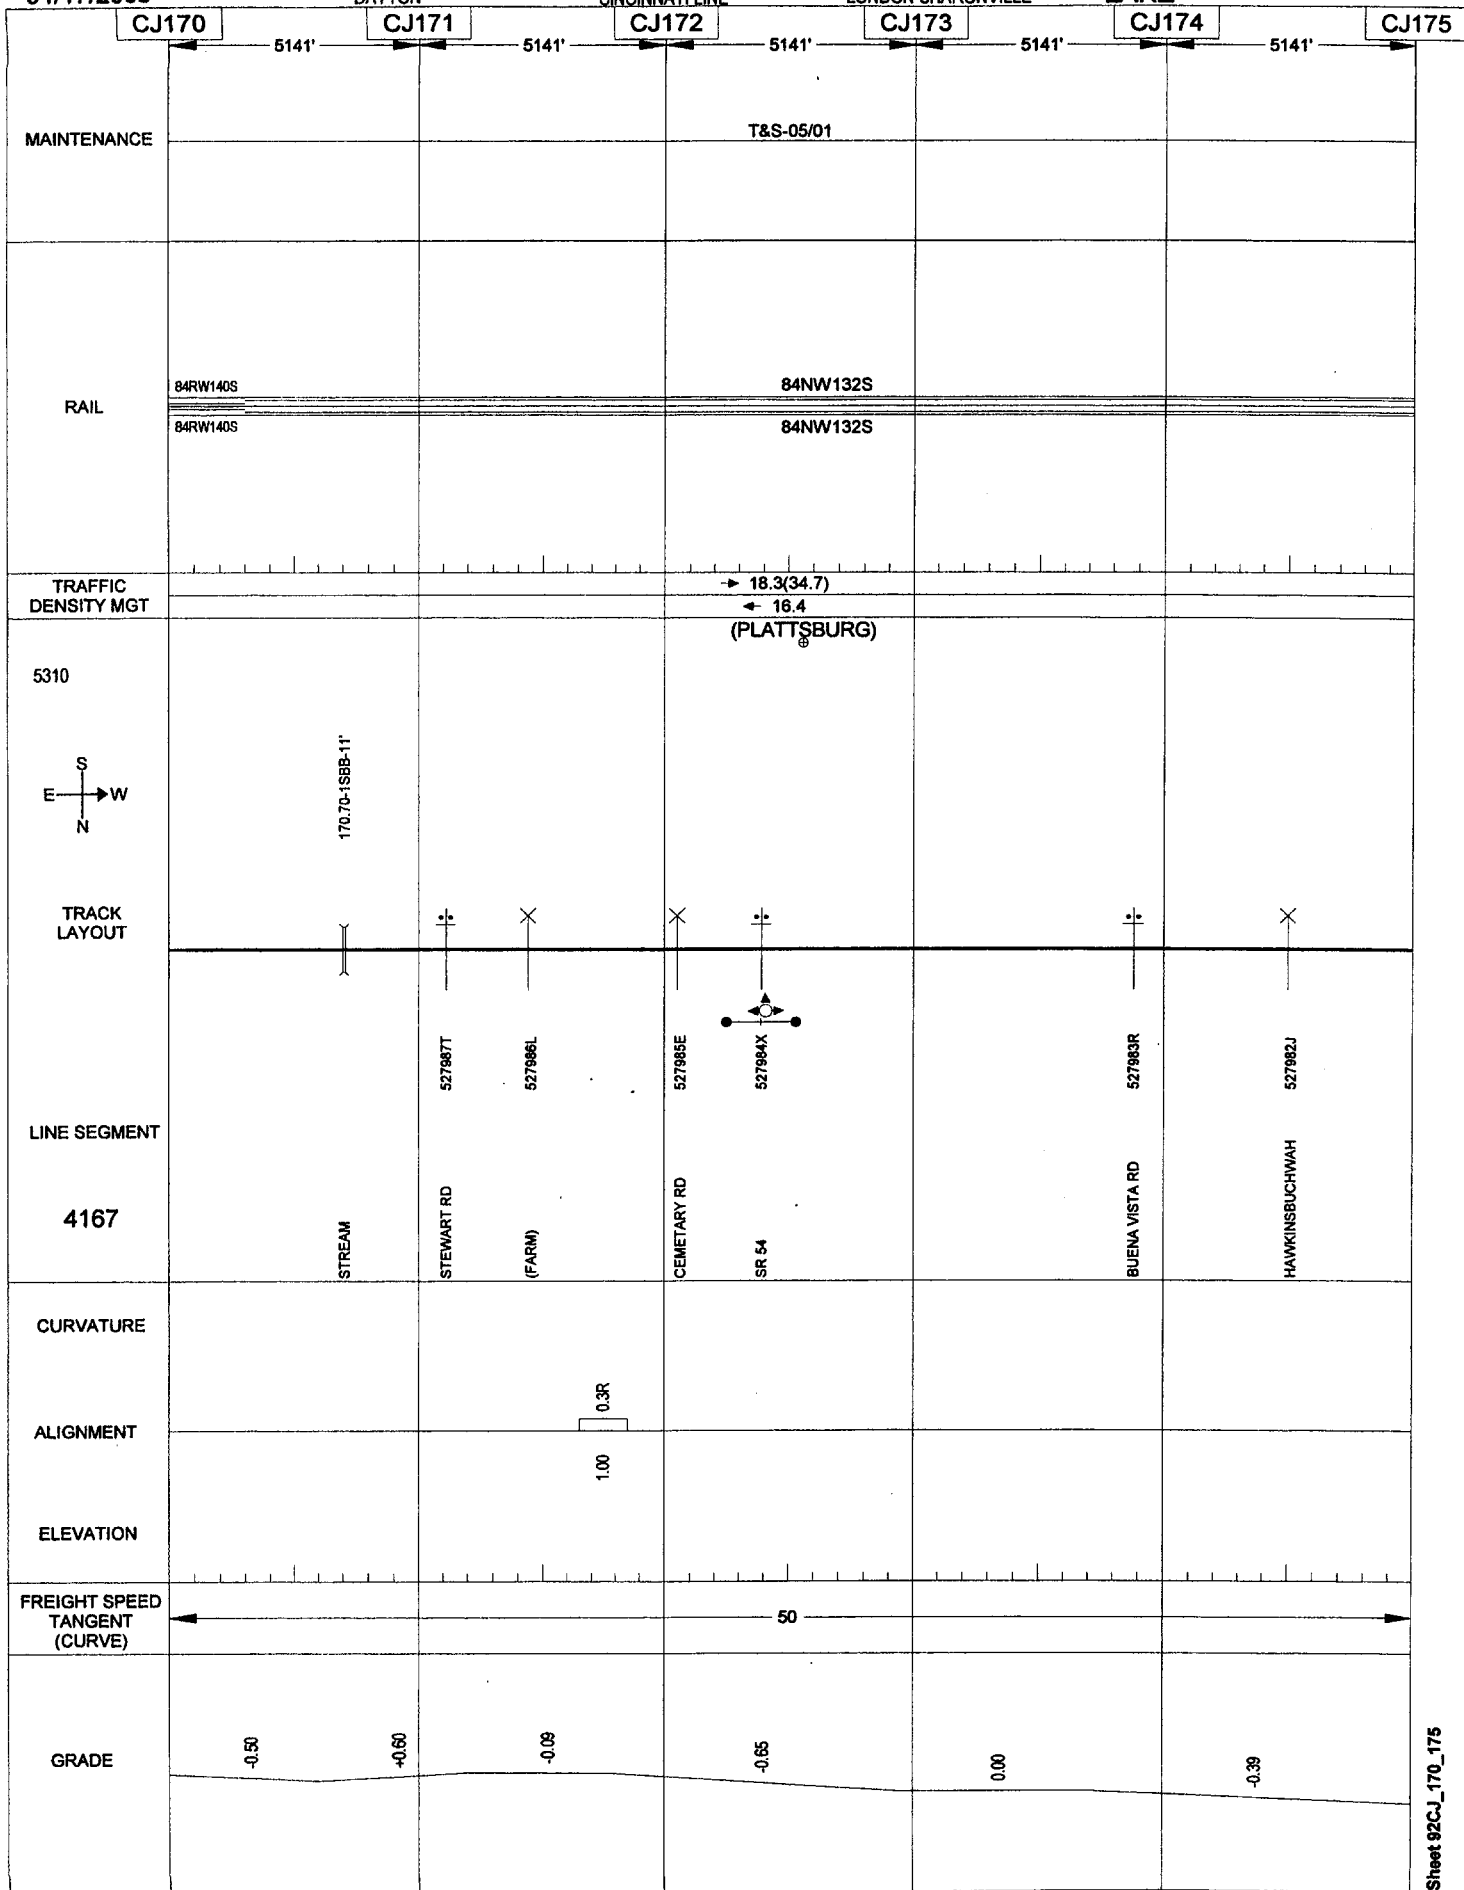 CJ170 CJ171 CJ172 CJ173 CJ174 CJ175
5141' 5141' 5141' 5141' 5141'
MAINTENANCE
T&S-05/01
RAIL
84RW140S
84NW132S
84RW140S
84NW132S
TRAFFIC
DENSITY MGT
18.3(34.7)
16.4
(PLATTSBURG)
5310
S
E W
N
170.70-1SBB-11'
TRACK
LAYOUT
527987T
527986L
527985E
527984X
527983R
527982J
LINE SEGMENT
4167
STREAM
STEWART RD
(FARM)
CEMETARY RD
SR 54
BUENA VISTA RD
HAWKINSBUCHWAH
CURVATURE
0.3R
ALIGNMENT
1.00
ELEVATION
FREIGHT SPEED
TANGENT
(CURVE)
50
GRADE
-0.50
+0.60
-0.09
-0.65
0.00
-0.39
Sheet 92CJ_170_175